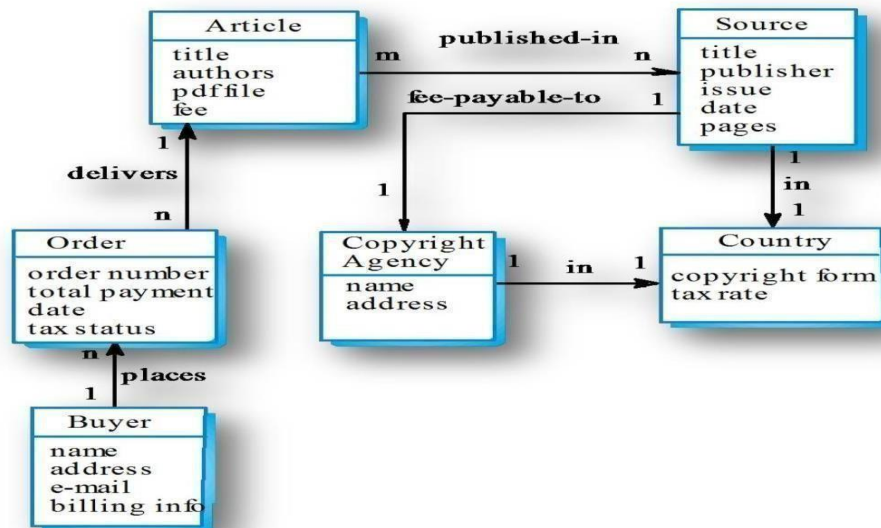 Article
title
authors
pdf file
fee
m
published-in
n
fee-payable-to
1
Source
title
publisher
issue
date
pages
1
delivers
n
1
1
in
1
Order
order number
total payment
date
tax status
Copyright
Agency
name
address
1
in
1
Country
copyright form
tax rate
n
places
1
Buyer
name
address
e-mail
billing info